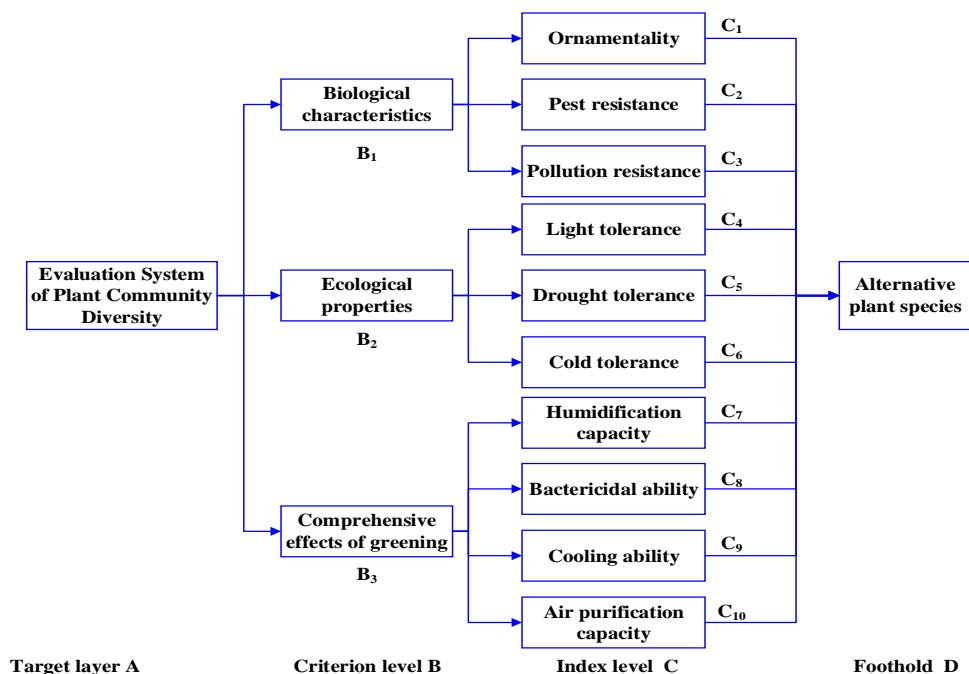 Evaluation System
of Plant Community
Diversity
Biological
characteristics
B₁
Ecological
properties
B₂
Comprehensive
effects of greening
B₃
Ornamentality
C₁
Pest resistance
C₂
Pollution resistance
C₃
Light tolerance
C₄
Drought tolerance
C₅
Cold tolerance
C₆
Humidification
capacity
C₇
Bactericidal ability
C₈
Cooling ability
C₉
Air purification
capacity
C₁₀
Alternative
plant species
Target layer A
Criterion level B
Index level C
Foothold D